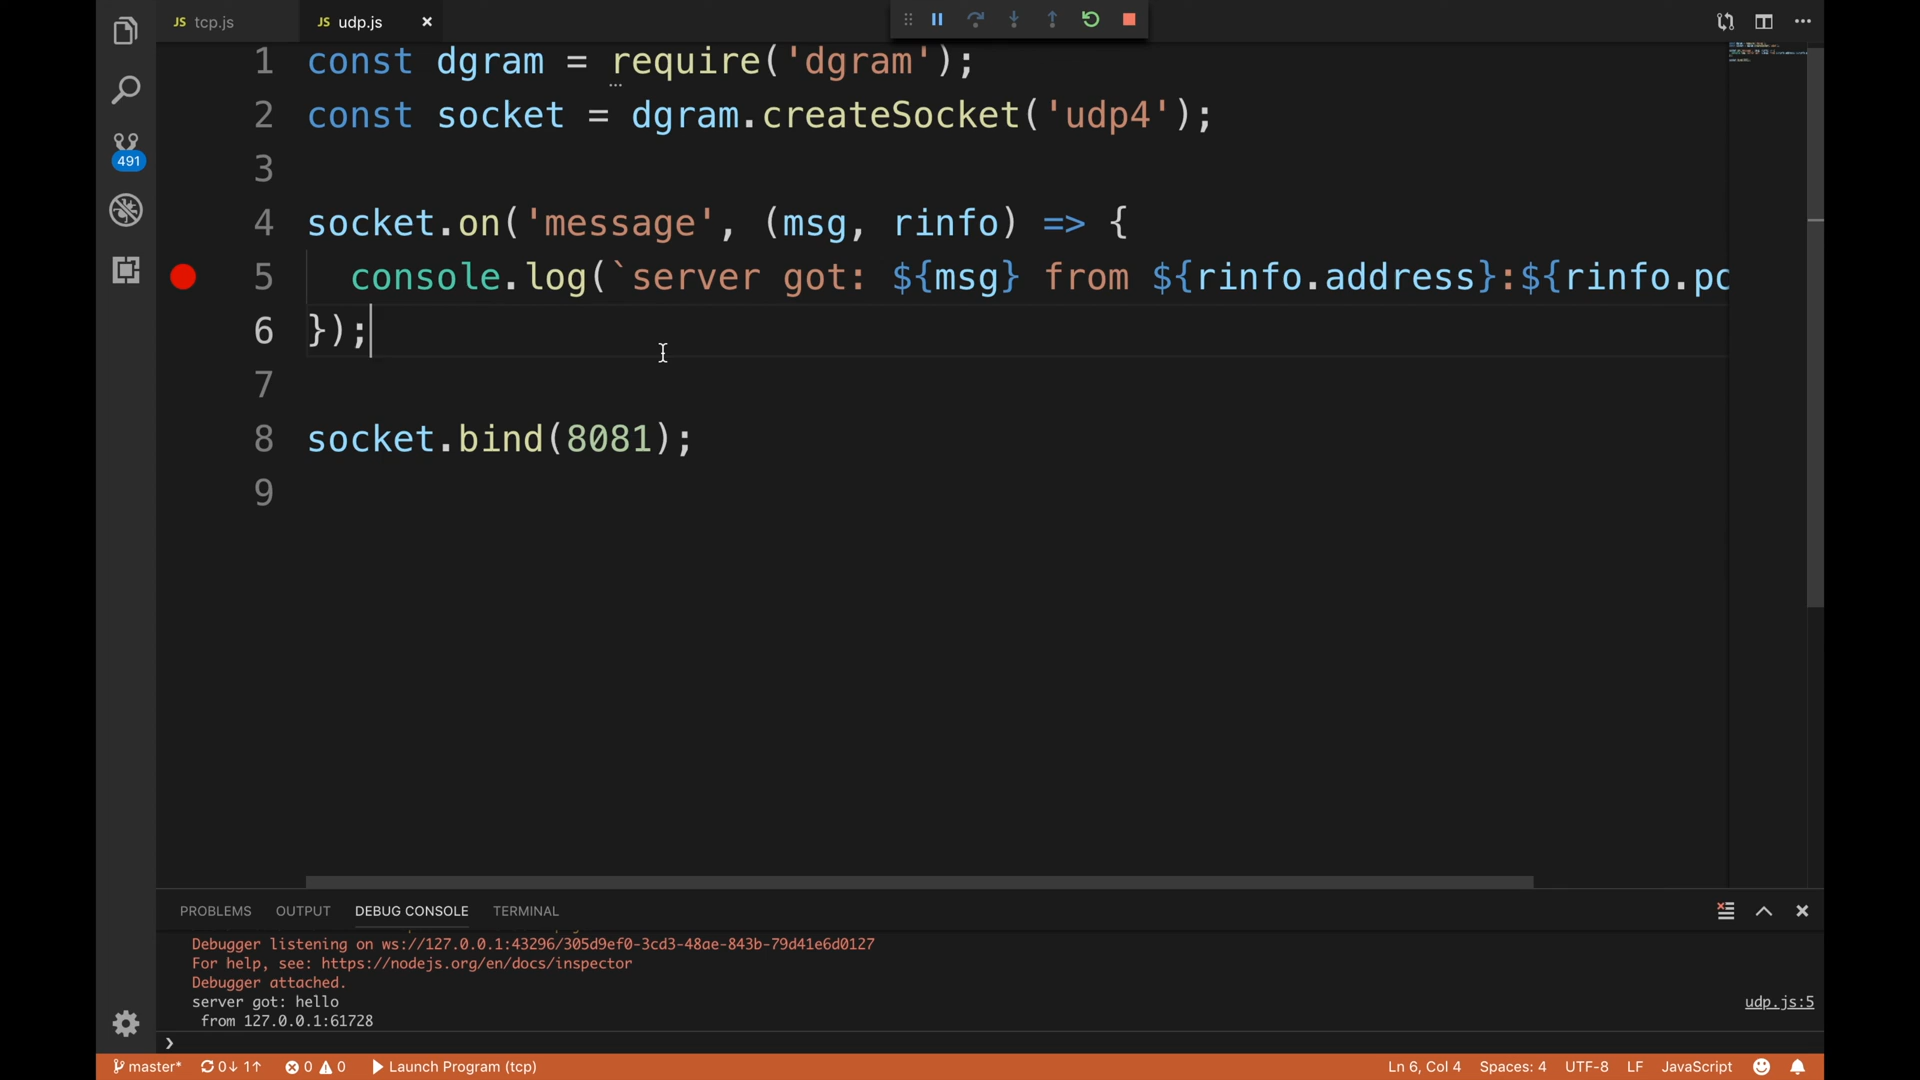 JS tcp.js JS udp.js
1 const dgram = require('dgram');
2 const socket = dgram.createSocket('udp4');
3
4 socket.on('message', (msg, rinfo) => {
5 console.log(`server got: ${msg} from ${rinfo.address}:${rinfo.po
6 });
7
8 socket.bind(8081);
9
491
PROBLEMS OUTPUT DEBUG CONSOLE TERMINAL
Debugger listening on ws://127.0.0.1:43296/305d9ef0-3cd3-48ae-843b-79d41e6d0127
For help, see: https://nodejs.org/en/docs/inspector
Debugger attached.
server got: hello udp.js:5
from 127.0.0.1:61728
master* 0↓ 1↑ 0 0 Launch Program (tcp) Ln 6, Col 4 Spaces: 4 UTF-8 LF JavaScript